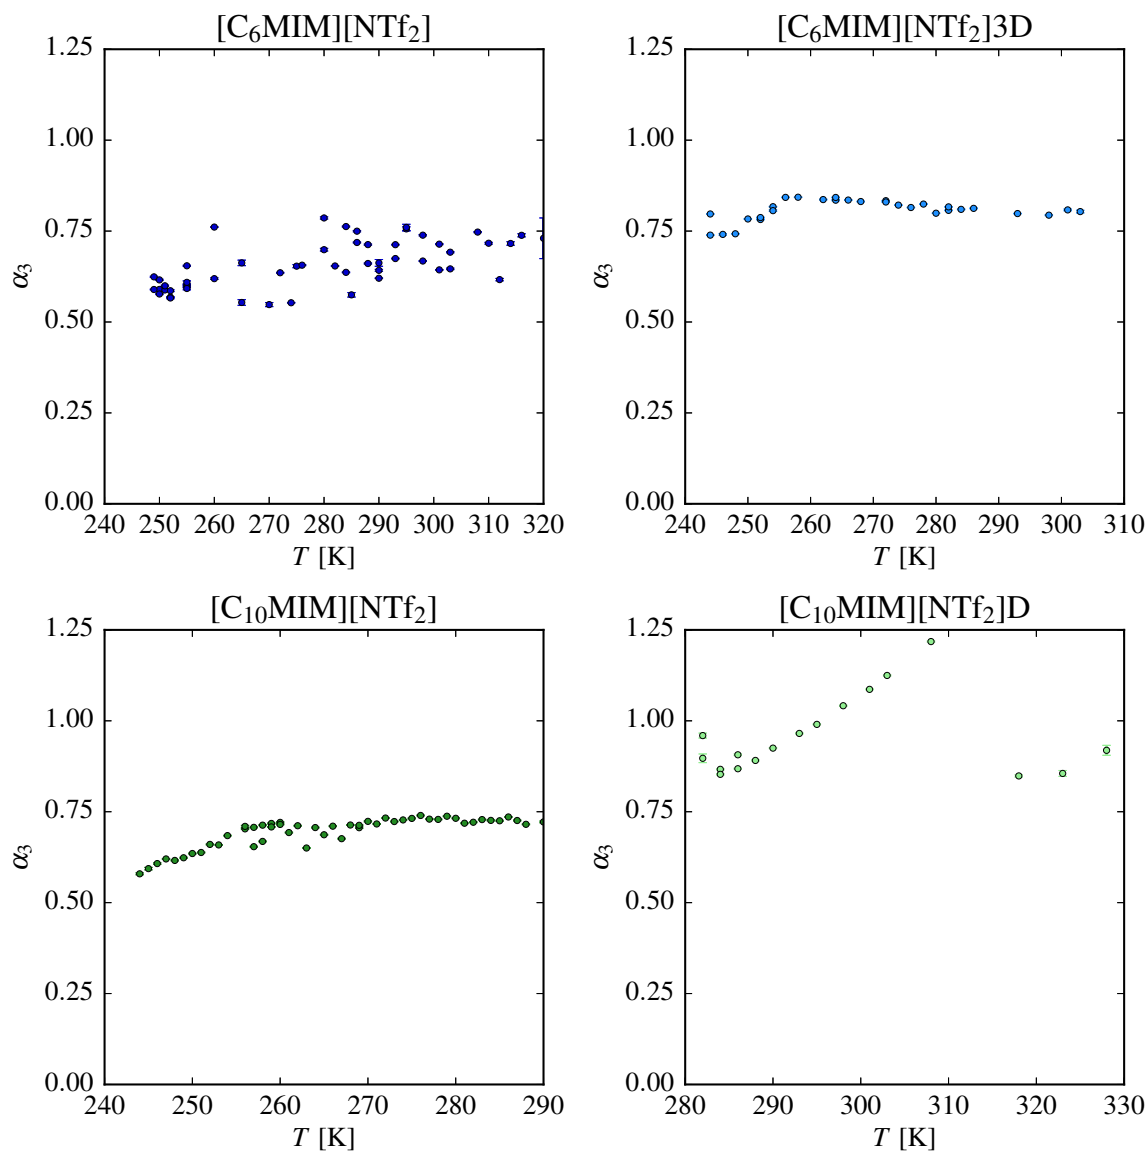 [C₆MIM][NTf₂]
1.25
1.00
0.75
0.50
0.25
0.00
α₃
240 250 260 270 280 290 300 310 320
T [K]
[C₆MIM][NTf₂]3D
1.25
1.00
0.75
0.50
0.25
0.00
α₃
240 250 260 270 280 290 300 310
T [K]
[C₁₀MIM][NTf₂]
1.25
1.00
0.75
0.50
0.25
0.00
α₃
240 250 260 270 280 290
T [K]
[C₁₀MIM][NTf₂]D
1.25
1.00
0.75
0.50
0.25
0.00
α₃
280 290 300 310 320 330
T [K]